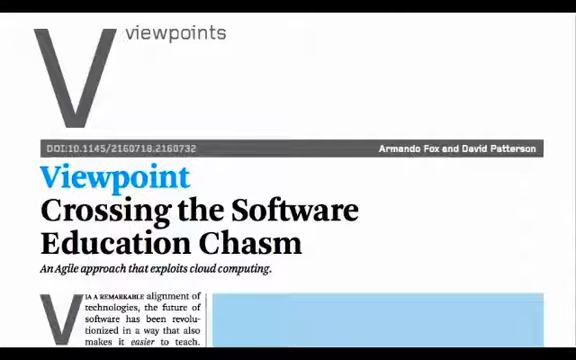 V viewpoints
DOI:10.1145/2160718.2160732 Armando Fox and David Patterson
Viewpoint
Crossing the Software
Education Chasm
An Agile approach that exploits cloud computing.
VIA A REMARKABLE alignment of
technologies, the future of
software has been revolu-
tionized in a way that also
makes it easier to teach.